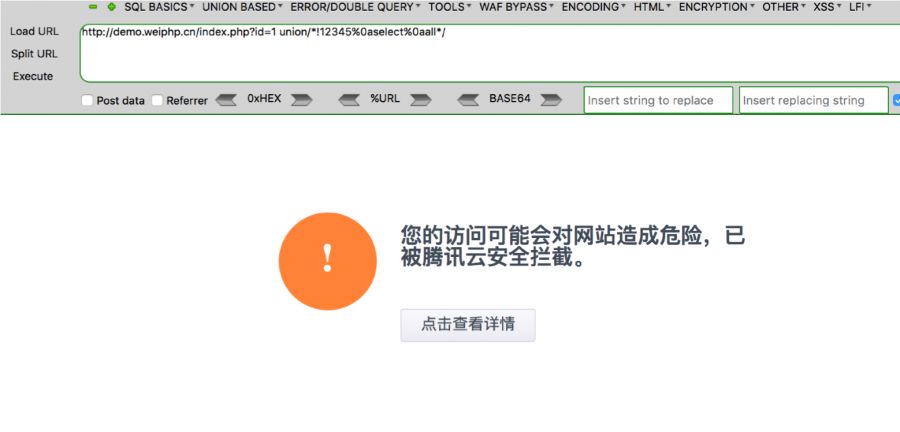 SQL BASICS UNION BASED ERROR/DOUBLE QUERY TOOLS WAF BYPASS ENCODING HTML ENCRYPTION OTHER XSS LFI
Load URL http://demo.weiphp.cn/index.php?id=1 union/*!12345%0aselect%0aall*/
Split URL
Execute
Post data Referrer 0xHEX %URL BASE64 Insert string to replace Insert replacing string
!
您的访问可能会对网站造成危险，已
被腾讯云安全拦截。
点击查看详情